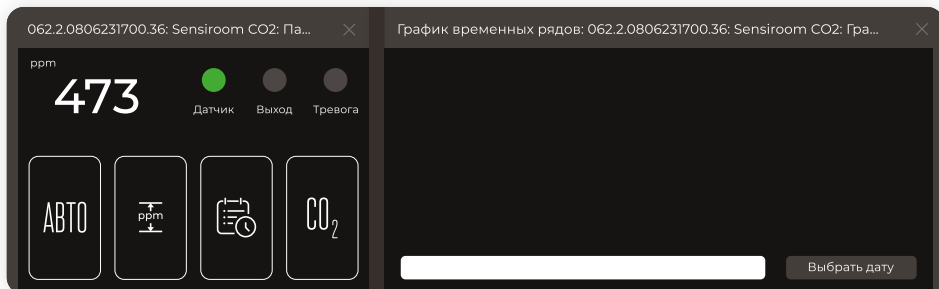 062.2.0806231700.36: Sensiroom CO2: Па...
ppm
473
Датчик Выход Тревога
АВТО
ppm
CO2
График временных рядов: 062.2.0806231700.36: Sensiroom CO2: Гра...
Выбрать дату